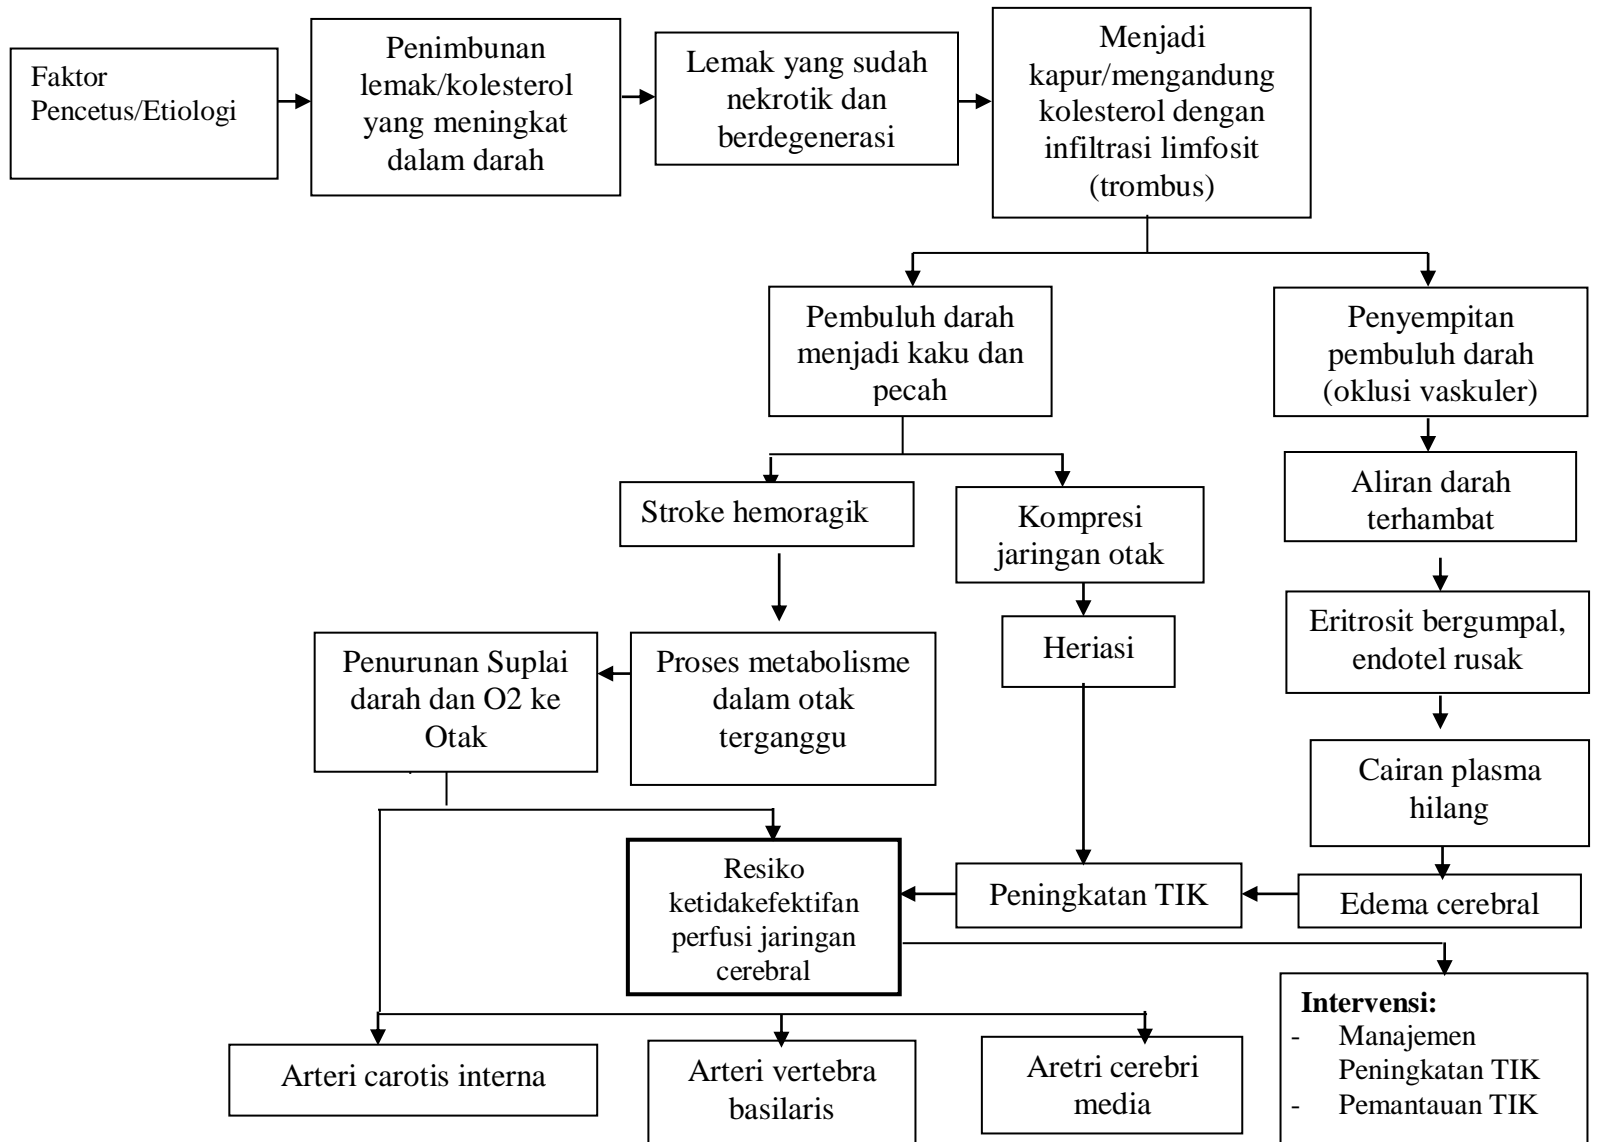 Faktor
Pencetus/Etiologi
Penimbunan
lemak/kolesterol
yang meningkat
dalam darah
Lemak yang sudah
nekrotik dan
berdegenerasi
Menjadi
kapur/mengandung
kolesterol dengan
infiltrasi limfosit
(trombus)
Pembuluh darah
menjadi kaku dan
pecah
Penyempitan
pembuluh darah
(oklusi vaskuler)
Stroke hemoragik
Kompresi
jaringan otak
Aliran darah
terhambat
Penurunan Suplai
darah dan O2 ke
Otak
Proses metabolisme
dalam otak
terganggu
Heriasi
Eritrosit bergumpal,
endotel rusak
Cairan plasma
hilang
Resiko
ketidakefektifan
perfusi jaringan
cerebral
Peningkatan TIK
Edema cerebral
Arteri carotis interna
Arteri vertebra
basilaris
Aretri cerebri
media
Intervensi:
- Manajemen
Peningkatan TIK
- Pemantauan TIK